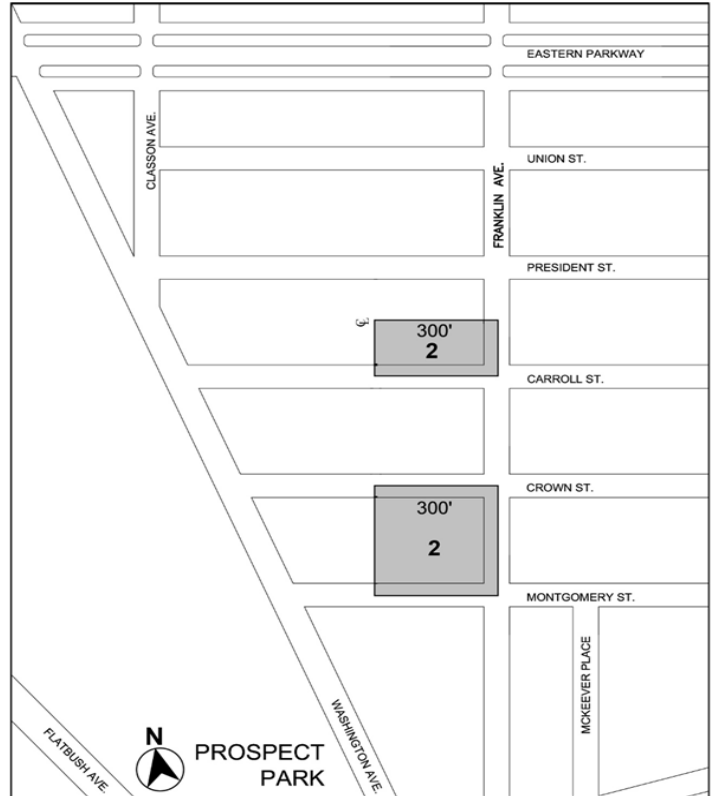 EASTERN PARKWAY
CLASSON AVE.
UNION ST.
FRANKLIN AVE.
PRESIDENT ST.
℄
300'
2
CARROLL ST.
CROWN ST.
300'
2
MONTGOMERY ST.
MCKEEVER PLACE
WASHINGTON AVE.
FLATBUSH AVE.
N
PROSPECT
PARK